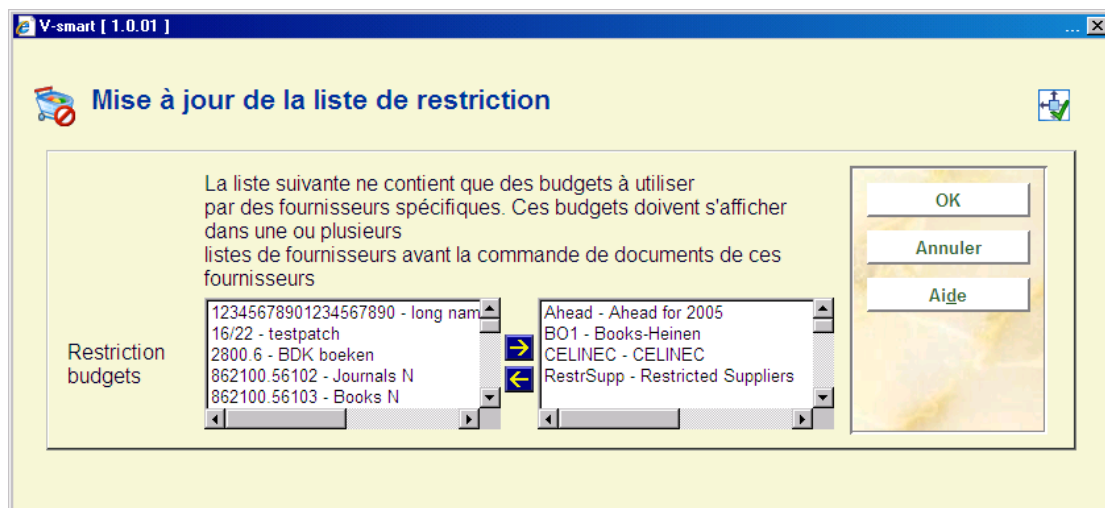 V-smart [ 1.0.01 ]
...
Mise à jour de la liste de restriction
La liste suivante ne contient que des budgets à utiliser
par des fournisseurs spécifiques. Ces budgets doivent s'afficher
dans une ou plusieurs
listes de fournisseurs avant la commande de documents de ces
fournisseurs
Restriction
budgets
12345678901234567890 - long nam
16/22 - testpatch
2800.6 - BDK boeken
862100.56102 - Journals N
862100.56103 - Books N
Ahead - Ahead for 2005
BO1 - Books-Heinen
CELINEC - CELINEC
RestrSupp - Restricted Suppliers
OK
Annuler
Aide